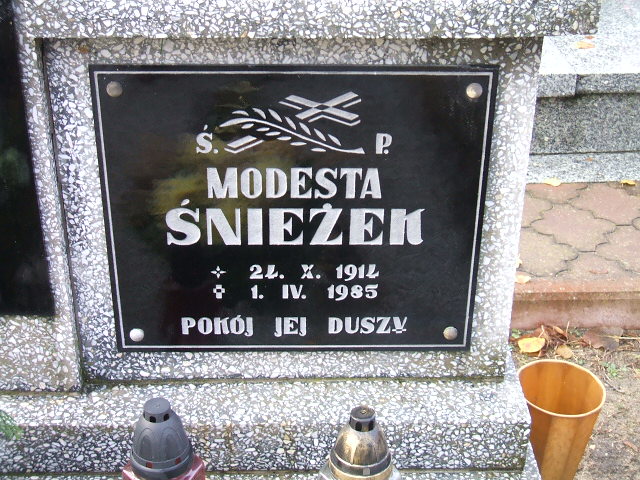 Ś. P.
MODESTA
ŚNIEŻEK
24. X. 1914
1. IV. 1985
POKÓJ JEJ DUSZY